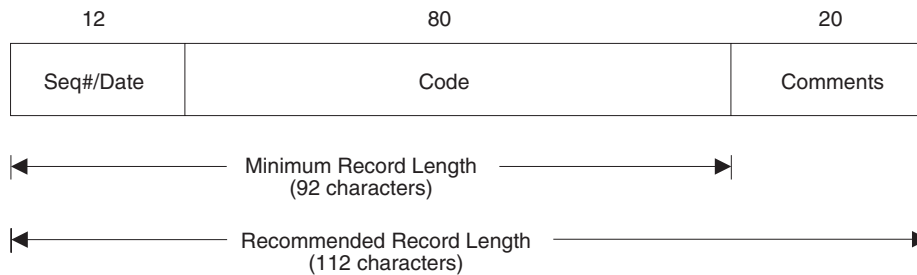 12 80 20
Seq#/Date Code Comments
Minimum Record Length
(92 characters)
Recommended Record Length
(112 characters)